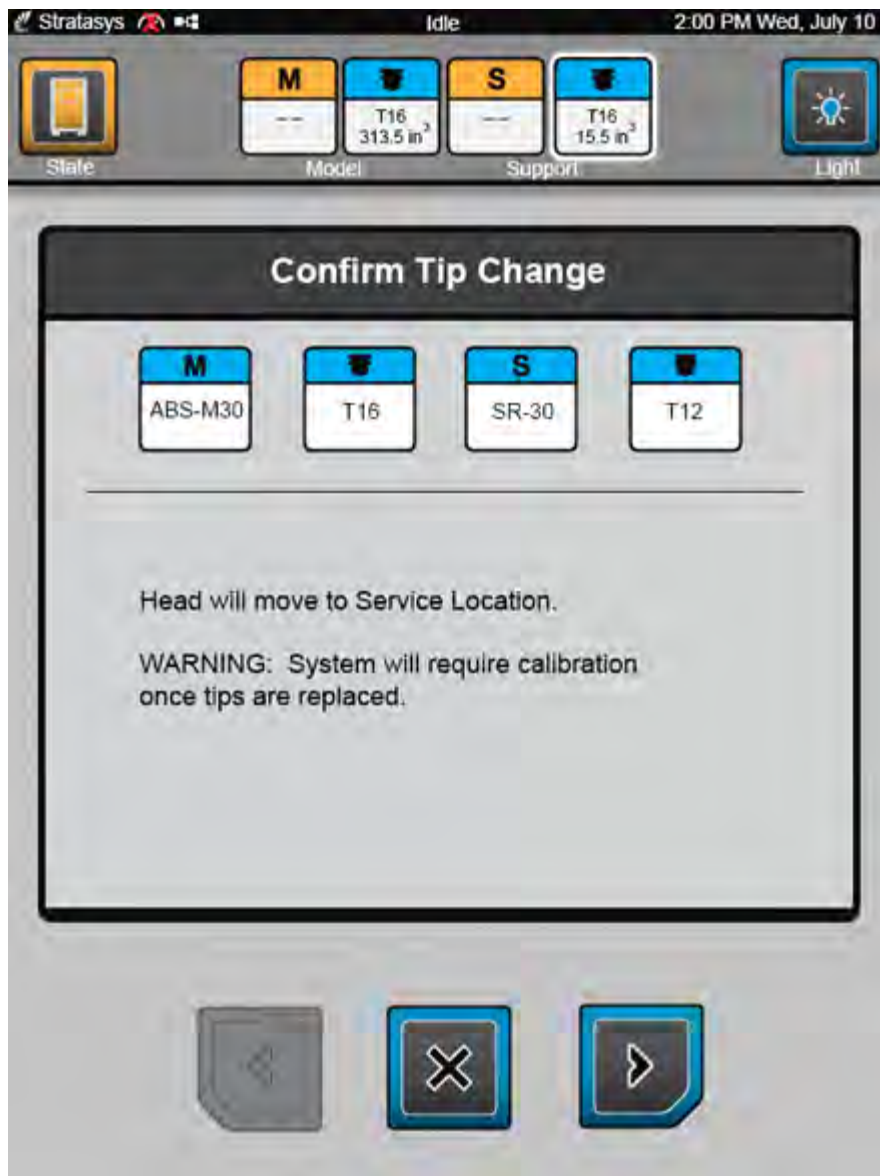 Stratasys Idle 2:00 PM Wed, July 10
M S
-- T16 -- T16
313.5 in³ 15.5 in³
State Model Support Light
Confirm Tip Change
M S
ABS-M30 T16 SR-30 T12
Head will move to Service Location.
WARNING: System will require calibration
once tips are replaced.